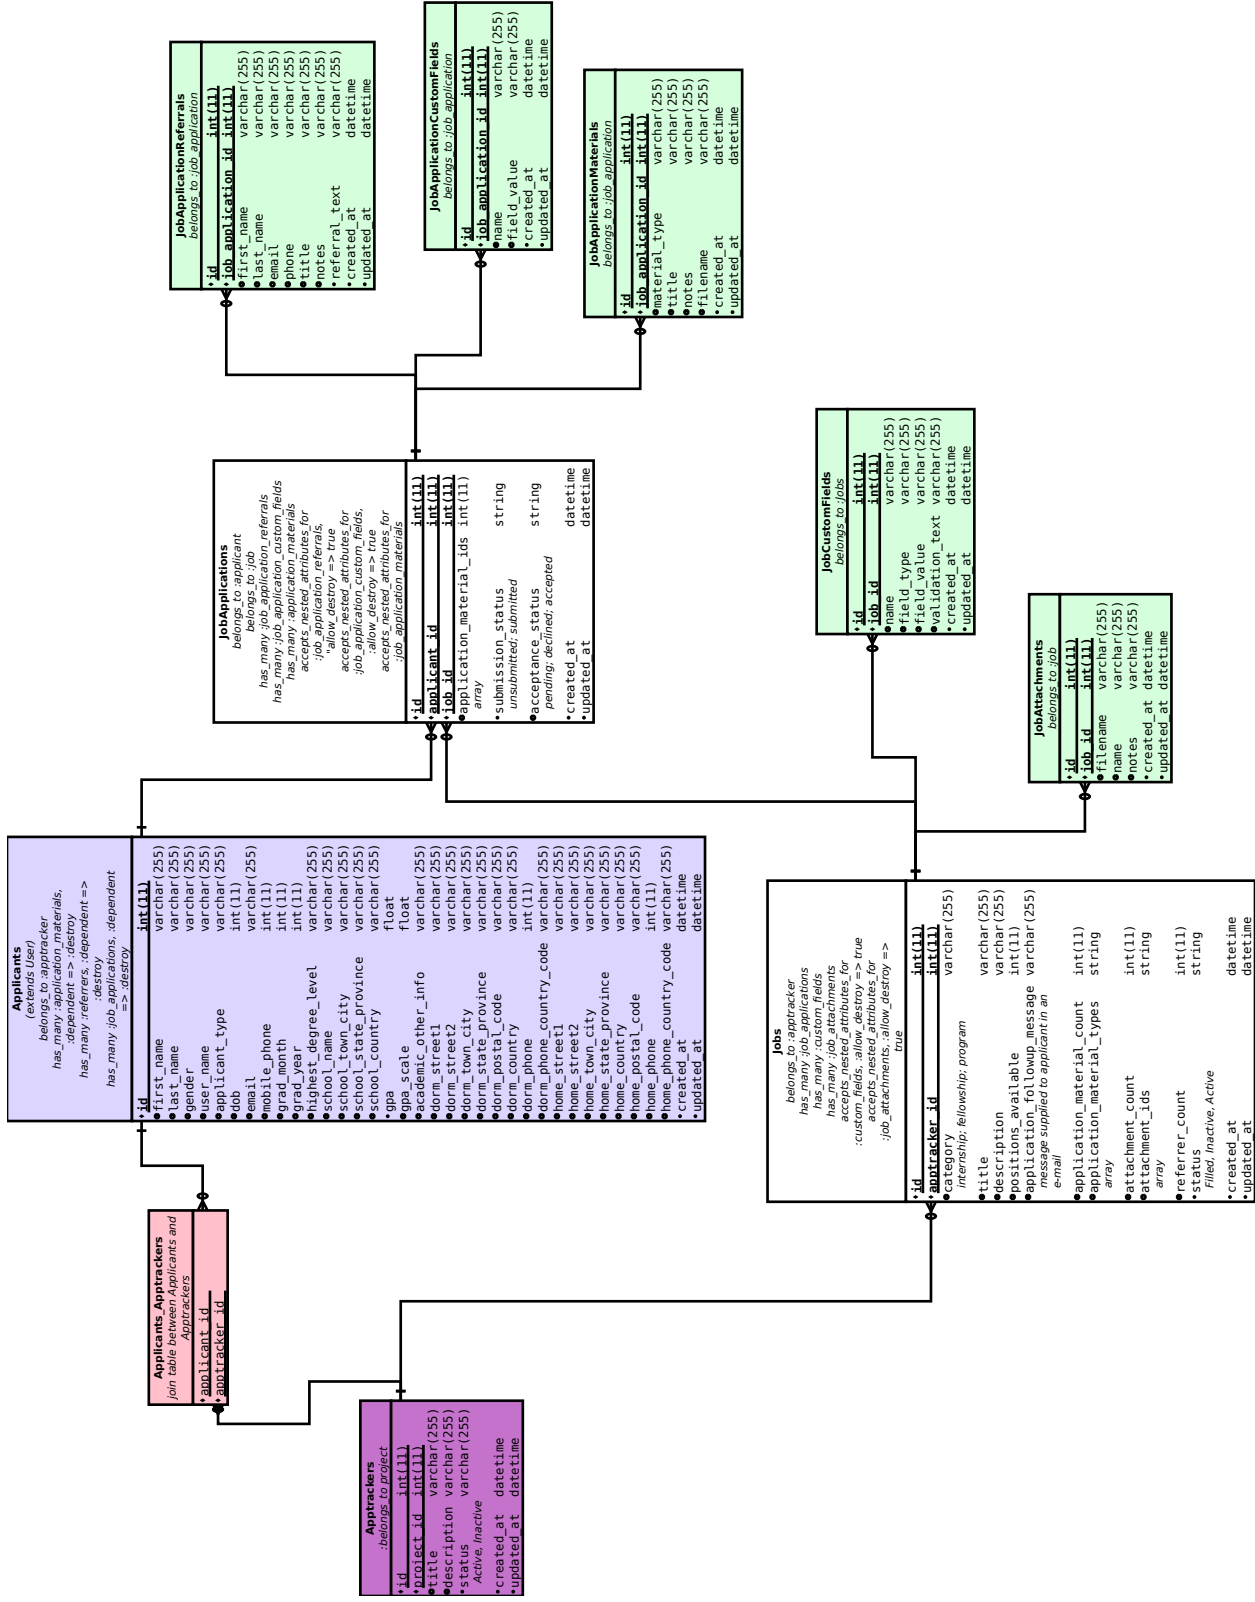 Apptrackers
:belongs_to project
id int(11)
project_id int(11)
title varchar(255)
description varchar(255)
status varchar(255)
Active, Inactive
created_at datetime
updated_at datetime
Applicants_Apptrackers
join table between Applicants and
Apptrackers
applicant_id
apptracker_id
Applicants
(extends User)
belongs_to :apptracker
has_many :application_materials,
:dependent => :destroy
has_many :referrers, :dependent =>
:destroy
has_many :job_applications, :dependent
=> :destroy
id int(11)
first_name varchar(255)
last_name varchar(255)
gender varchar(255)
user_name varchar(255)
applicant_type varchar(255)
dob int(11)
email varchar(255)
mobile_phone int(11)
grad_month int(11)
grad_year int(11)
highest_degree_level varchar(255)
school_name varchar(255)
school_town_city varchar(255)
school_state_province varchar(255)
school_country varchar(255)
gpa float
gpa_scale float
academic_other_info varchar(255)
dorm_street1 varchar(255)
dorm_street2 varchar(255)
dorm_town_city varchar(255)
dorm_state_province varchar(255)
dorm_postal_code varchar(255)
dorm_country varchar(255)
dorm_phone int(11)
dorm_phone_country_code varchar(255)
home_street1 varchar(255)
home_street2 varchar(255)
home_town_city varchar(255)
home_state_province varchar(255)
home_country varchar(255)
home_postal_code varchar(255)
home_phone int(11)
home_phone_country_code varchar(255)
created_at datetime
updated_at datetime
Jobs
belongs_to :apptracker
has_many :job_applications
has_many :custom_fields
has_many :job_attachments
accepts_nested_attributes_for
:custom_fields, :allow_destroy => true
accepts_nested_attributes_for
:job_attachments, :allow_destroy =>
true
id int(11)
apptracker_id int(11)
category varchar(255)
internship; fellowship; program
title varchar(255)
description varchar(255)
positions_available int(11)
application_followup_message varchar(255)
message supplied to applicant in an
e-mail
application_material_count int(11)
application_material_types string
array
attachment_count int(11)
attachment_ids string
array
referrer_count int(11)
status string
Filled, Inactive, Active
created_at datetime
updated_at datetime
JobApplications
belongs_to :applicant
belongs_to :job
has_many :job_application_referrals
has_many :job_application_custom_fields
has_many :application_materials
accepts_nested_attributes_for
:job_application_referrals,
"allow_destroy => true
accepts_nested_attributes_for
:job_application_custom_fields,
:allow_destroy => true
accepts_nested_attributes_for
:job_application_materials
id int(11)
applicant_id int(11)
job_id int(11)
application_material_ids int(11)
array
submission_status string
unsubmitted; submitted
acceptance_status string
pending; declined; accepted
created_at datetime
updated_at datetime
JobAttachments
belongs_to :job
id int(11)
job_id int(11)
filename varchar(255)
name varchar(255)
notes varchar(255)
created_at datetime
updated_at datetime
JobCustomFields
belongs_to :Jobs
id int(11)
job_id int(11)
name varchar(255)
field_type varchar(255)
field_value varchar(255)
validation_text varchar(255)
created_at datetime
updated_at datetime
JobApplicationReferrals
belongs_to :job_application
id int(11)
job_application_id int(11)
first_name varchar(255)
last_name varchar(255)
email varchar(255)
phone varchar(255)
title varchar(255)
notes varchar(255)
referral_text varchar(255)
created_at datetime
updated_at datetime
JobApplicationCustomFields
belongs_to :job_application
id int(11)
job_application_id int(11)
name varchar(255)
field_value varchar(255)
created_at datetime
updated_at datetime
JobApplicationMaterials
belongs_to :job_application
id int(11)
job_application_id int(11)
material_type varchar(255)
title varchar(255)
notes varchar(255)
filename varchar(255)
created_at datetime
updated_at datetime